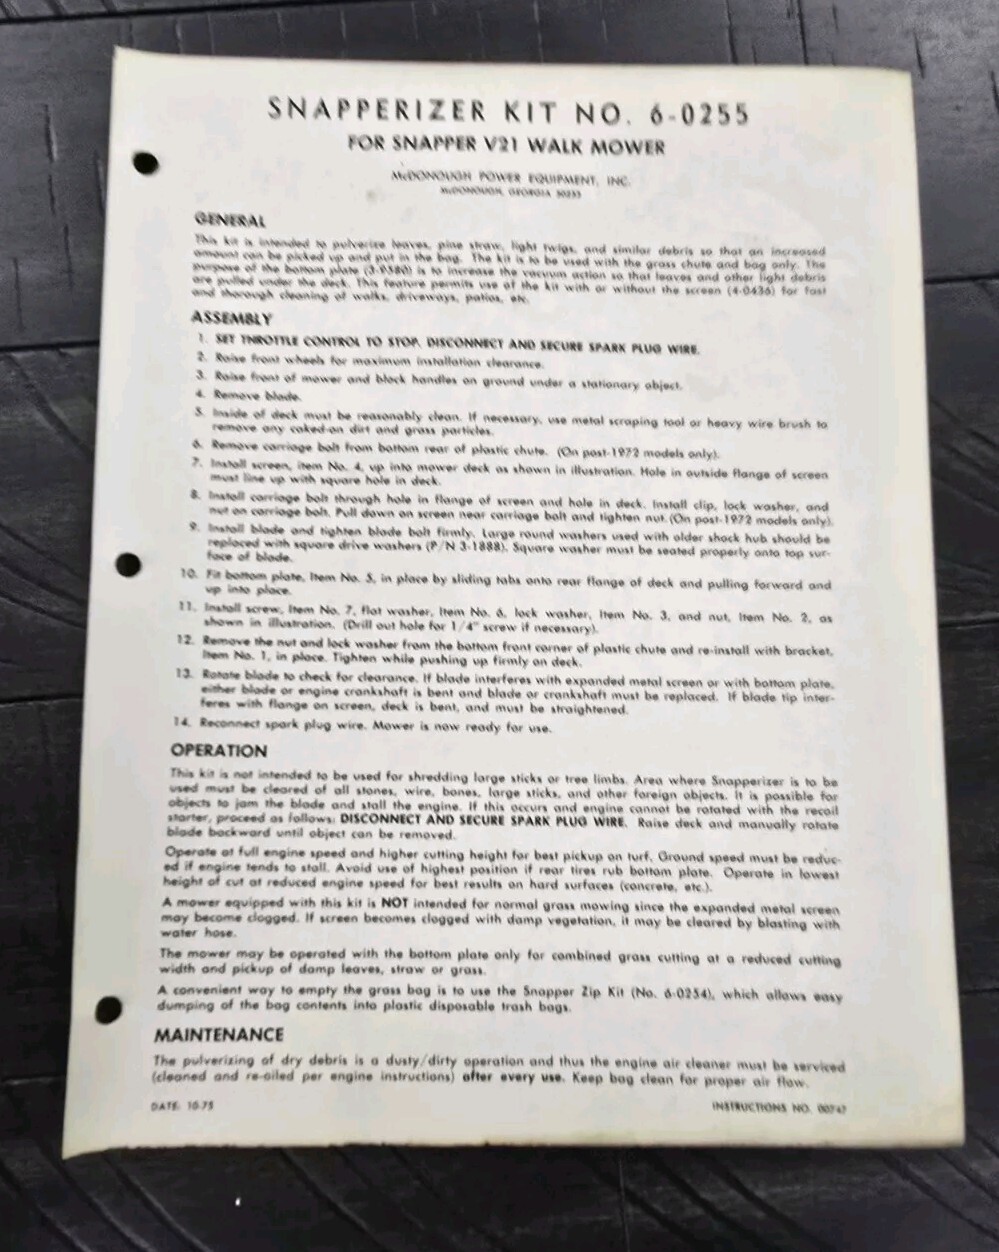 SNAPPERIZER KIT NO. 6-0255
FOR SNAPPER V21 WALK MOWER
McDONOUGH POWER EQUIPMENT, INC.
McDONOUGH, GEORGIA 30253
GENERAL
This kit is intended to pulverize leaves, pine straw, light twigs, and similar debris so that an increased
amount can be picked up and put in the bag. The kit is to be used with the grass chute and bag only. The
purpose of the bottom plate (3-9580) is to increase the vacuum action so that leaves and other light debris
are pulled under the deck. This feature permits use of the kit with or without the screen (4-0436) for fast
and thorough cleaning of walks, driveways, patios, etc.
ASSEMBLY
1. SET THROTTLE CONTROL TO STOP. DISCONNECT AND SECURE SPARK PLUG WIRE.
2. Raise front wheels for maximum installation clearance.
3. Raise front of mower and block handles on ground under a stationary object.
4. Remove blade.
5. Inside of deck must be reasonably clean. If necessary, use metal scraping tool or heavy wire brush to
remove any caked-on dirt and grass particles.
6. Remove carriage bolt from bottom rear of plastic chute. (On post-1972 models only).
7. Install screen, item No. 4, up into mower deck as shown in illustration. Hole in outside flange of screen
must line up with square hole in deck.
8. Install carriage bolt through hole in flange of screen and hole in deck. Install clip, lock washer, and
nut on carriage bolt. Pull down on screen near carriage bolt and tighten nut. (On post-1972 models only).
9. Install blade and tighten blade bolt firmly. Large round washers used with older shock hub should be
replaced with square drive washers (P/N 3-1888). Square washer must be seated properly onto top sur-
face of blade.
10. Fit bottom plate, Item No. 5, in place by sliding tabs onto rear flange of deck and pulling forward and
up into place.
11. Install screw, Item No. 7, flat washer, Item No. 6, lock washer, Item No. 3, and nut, Item No. 2, as
shown in illustration. (Drill out hole for 1/4" screw if necessary).
12. Remove the nut and lock washer from the bottom front corner of plastic chute and re-install with bracket,
Item No. 1, in place. Tighten while pushing up firmly on deck.
13. Rotate blade to check for clearance. If blade interferes with expanded metal screen or with bottom plate,
either blade or engine crankshaft is bent and blade or crankshaft must be replaced. If blade tip inter-
feres with flange on screen, deck is bent, and must be straightened.
14. Reconnect spark plug wire. Mower is now ready for use.
OPERATION
This kit is not intended to be used for shredding large sticks or tree limbs. Area where Snapperizer is to be
used must be cleared of all stones, wire, bones, large sticks, and other foreign objects. It is possible for
objects to jam the blade and stall the engine. If this occurs and engine cannot be rotated with the recoil
starter, proceed as follows: DISCONNECT AND SECURE SPARK PLUG WIRE. Raise deck and manually rotate
blade backward until object can be removed.
Operate at full engine speed and higher cutting height for best pickup on turf. Ground speed must be reduc-
ed if engine tends to stall. Avoid use of highest position if rear tires rub bottom plate. Operate in lowest
height of cut at reduced engine speed for best results on hard surfaces (concrete, etc.).
A mower equipped with this kit is NOT intended for normal grass mowing since the expanded metal screen
may become clogged. If screen becomes clogged with damp vegetation, it may be cleared by blasting with
water hose.
The mower may be operated with the bottom plate only for combined grass cutting at a reduced cutting
width and pickup of damp leaves, straw or grass.
A convenient way to empty the grass bag is to use the Snapper Zip Kit (No. 6-0254), which allows easy
dumping of the bag contents into plastic disposable trash bags.
MAINTENANCE
The pulverizing of dry debris is a dusty/dirty operation and thus the engine air cleaner must be serviced
(cleaned and re-oiled per engine instructions) after every use. Keep bag clean for proper air flow.
DATE: 10-75
INSTRUCTIONS NO. 00747